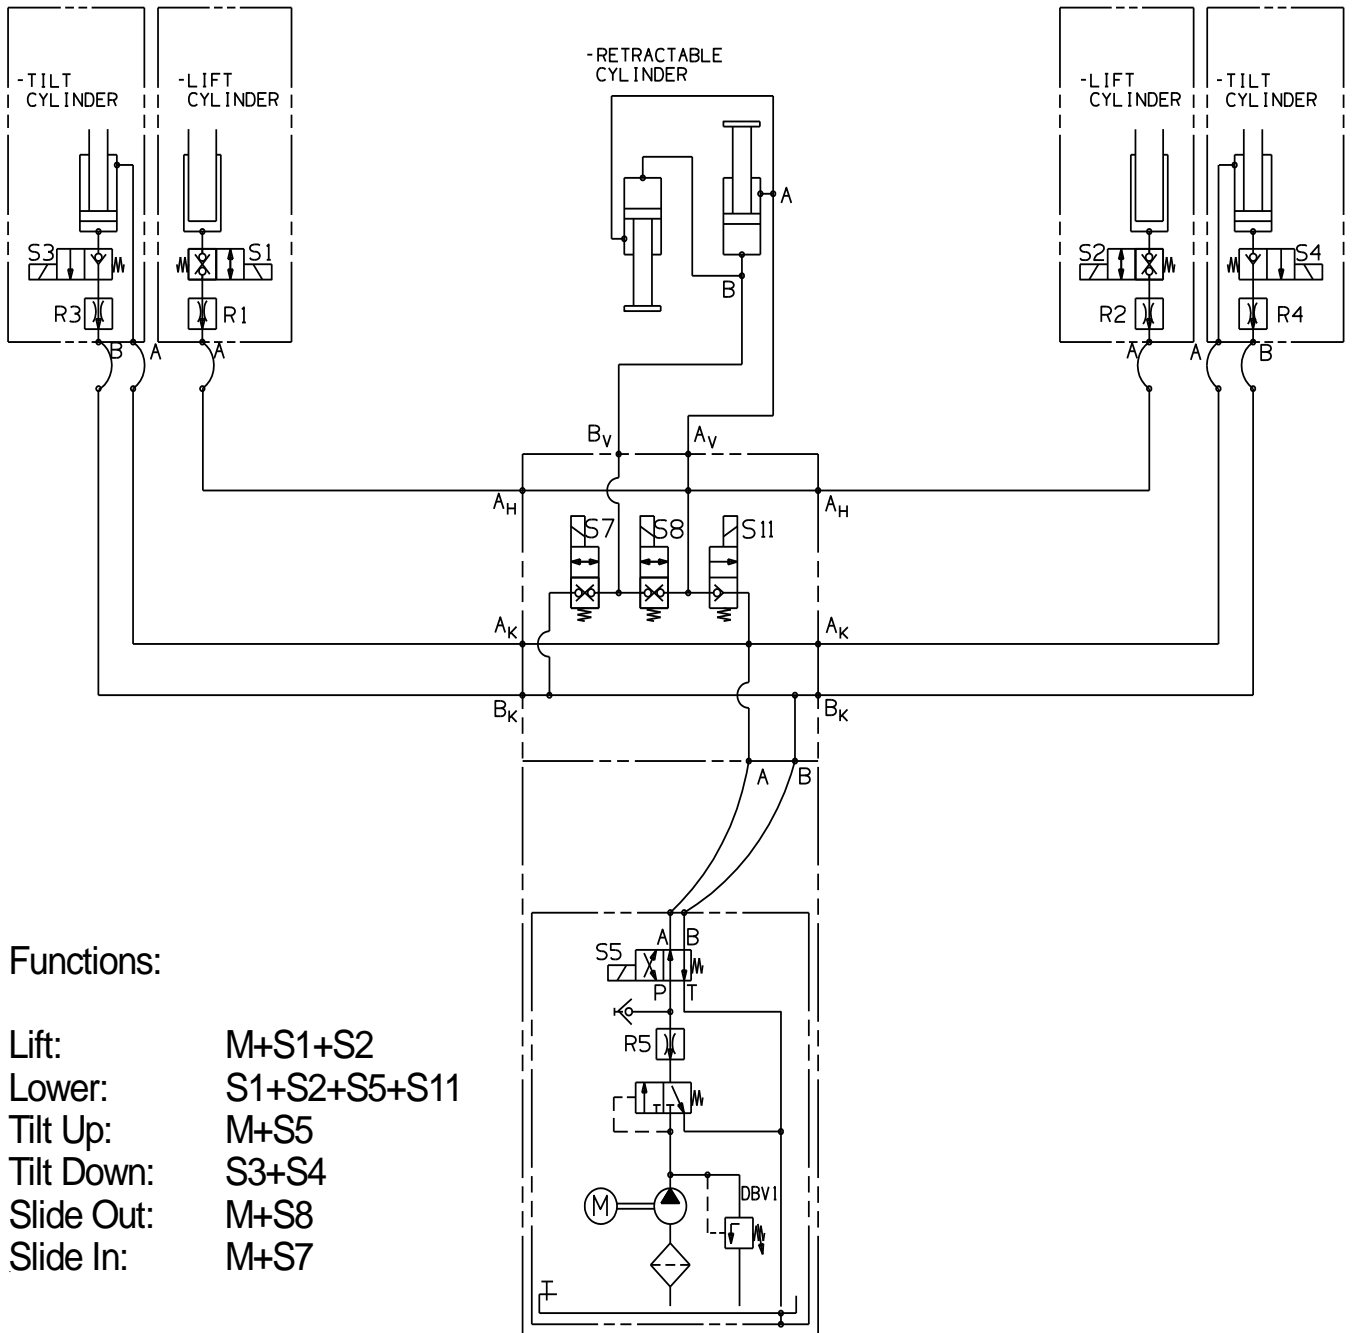 -TILT
CYLINDER
-LIFT
CYLINDER
-RETRACTABLE
CYLINDER
-LIFT
CYLINDER
-TILT
CYLINDER
A
S3
S1
S2
S4
B
R3
R1
R2
R4
B
A
A
A
A
B
BV
AV
AH
AH
S7
S8
S11
AK
AK
BK
BK
A
B
A
B
S5
P
T
R5
M
DBV1
T
Functions:
Lift: M+S1+S2
Lower: S1+S2+S5+S11
Tilt Up: M+S5
Tilt Down: S3+S4
Slide Out: M+S8
Slide In: M+S7